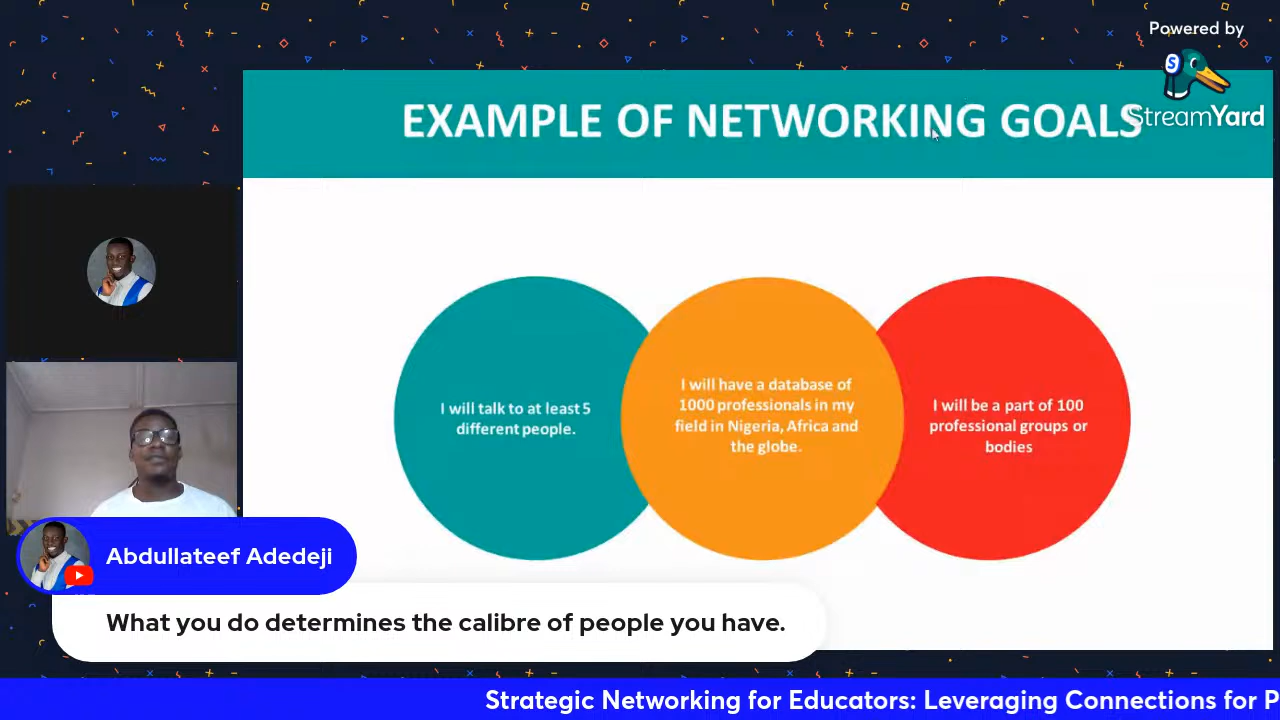 Powered by
StreamYard
EXAMPLE OF NETWORKING GOALS
I will talk to at least 5
different people.
I will have a database of
1000 professionals in my
field in Nigeria, Africa and
the globe.
I will be a part of 100
professional groups or
bodies
Abdullateef Adedeji
What you do determines the calibre of people you have.
Strategic Networking for Educators: Leveraging Connections for P